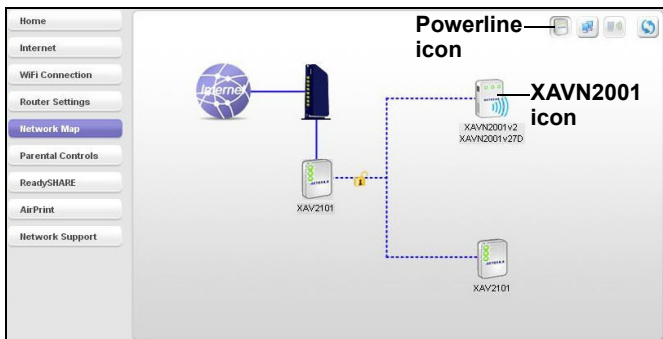 Home
Internet
WiFi Connection
Router Settings
Network Map
Parental Controls
ReadySHARE
AirPrint
Network Support
Powerline
icon
Internet
XAVN2001
icon
XAVN2001v2
XAVN2001v27D
XAV2101
XAV2101